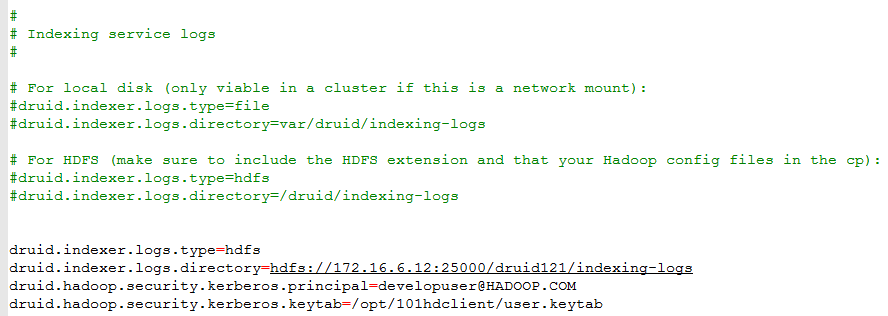 #
# Indexing service logs
#
# For local disk (only viable in a cluster if this is a network mount):
#druid.indexer.logs.type=file
#druid.indexer.logs.directory=var/druid/indexing-logs
# For HDFS (make sure to include the HDFS extension and that your Hadoop config files in the cp):
#druid.indexer.logs.type=hdfs
#druid.indexer.logs.directory=/druid/indexing-logs
druid.indexer.logs.type=hdfs
druid.indexer.logs.directory=hdfs://172.16.6.12:25000/druid121/indexing-logs
druid.hadoop.security.kerberos.principal=developuser@HADOOP.COM
druid.hadoop.security.kerberos.keytab=/opt/101hdclient/user.keytab